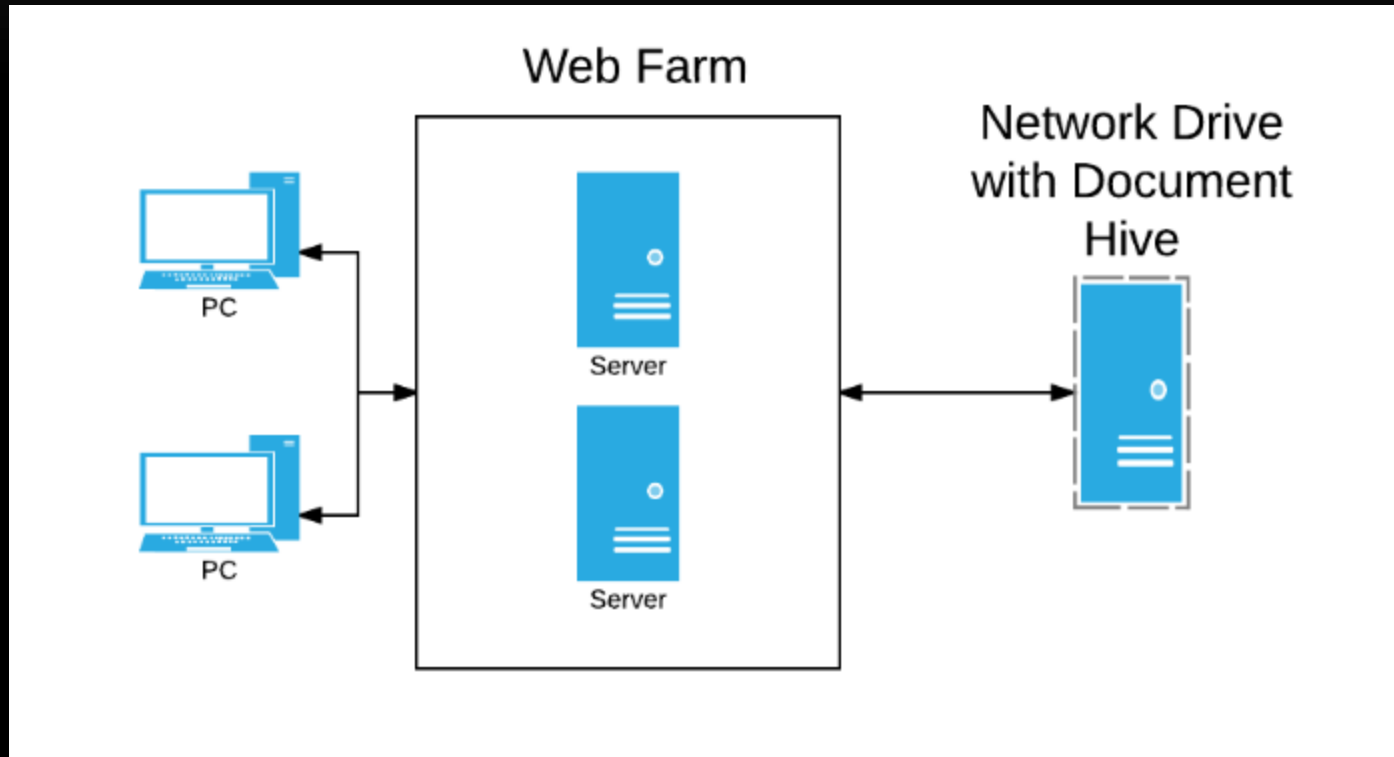 Web Farm
Network Drive
with Document
Hive
PC
Server
PC
Server